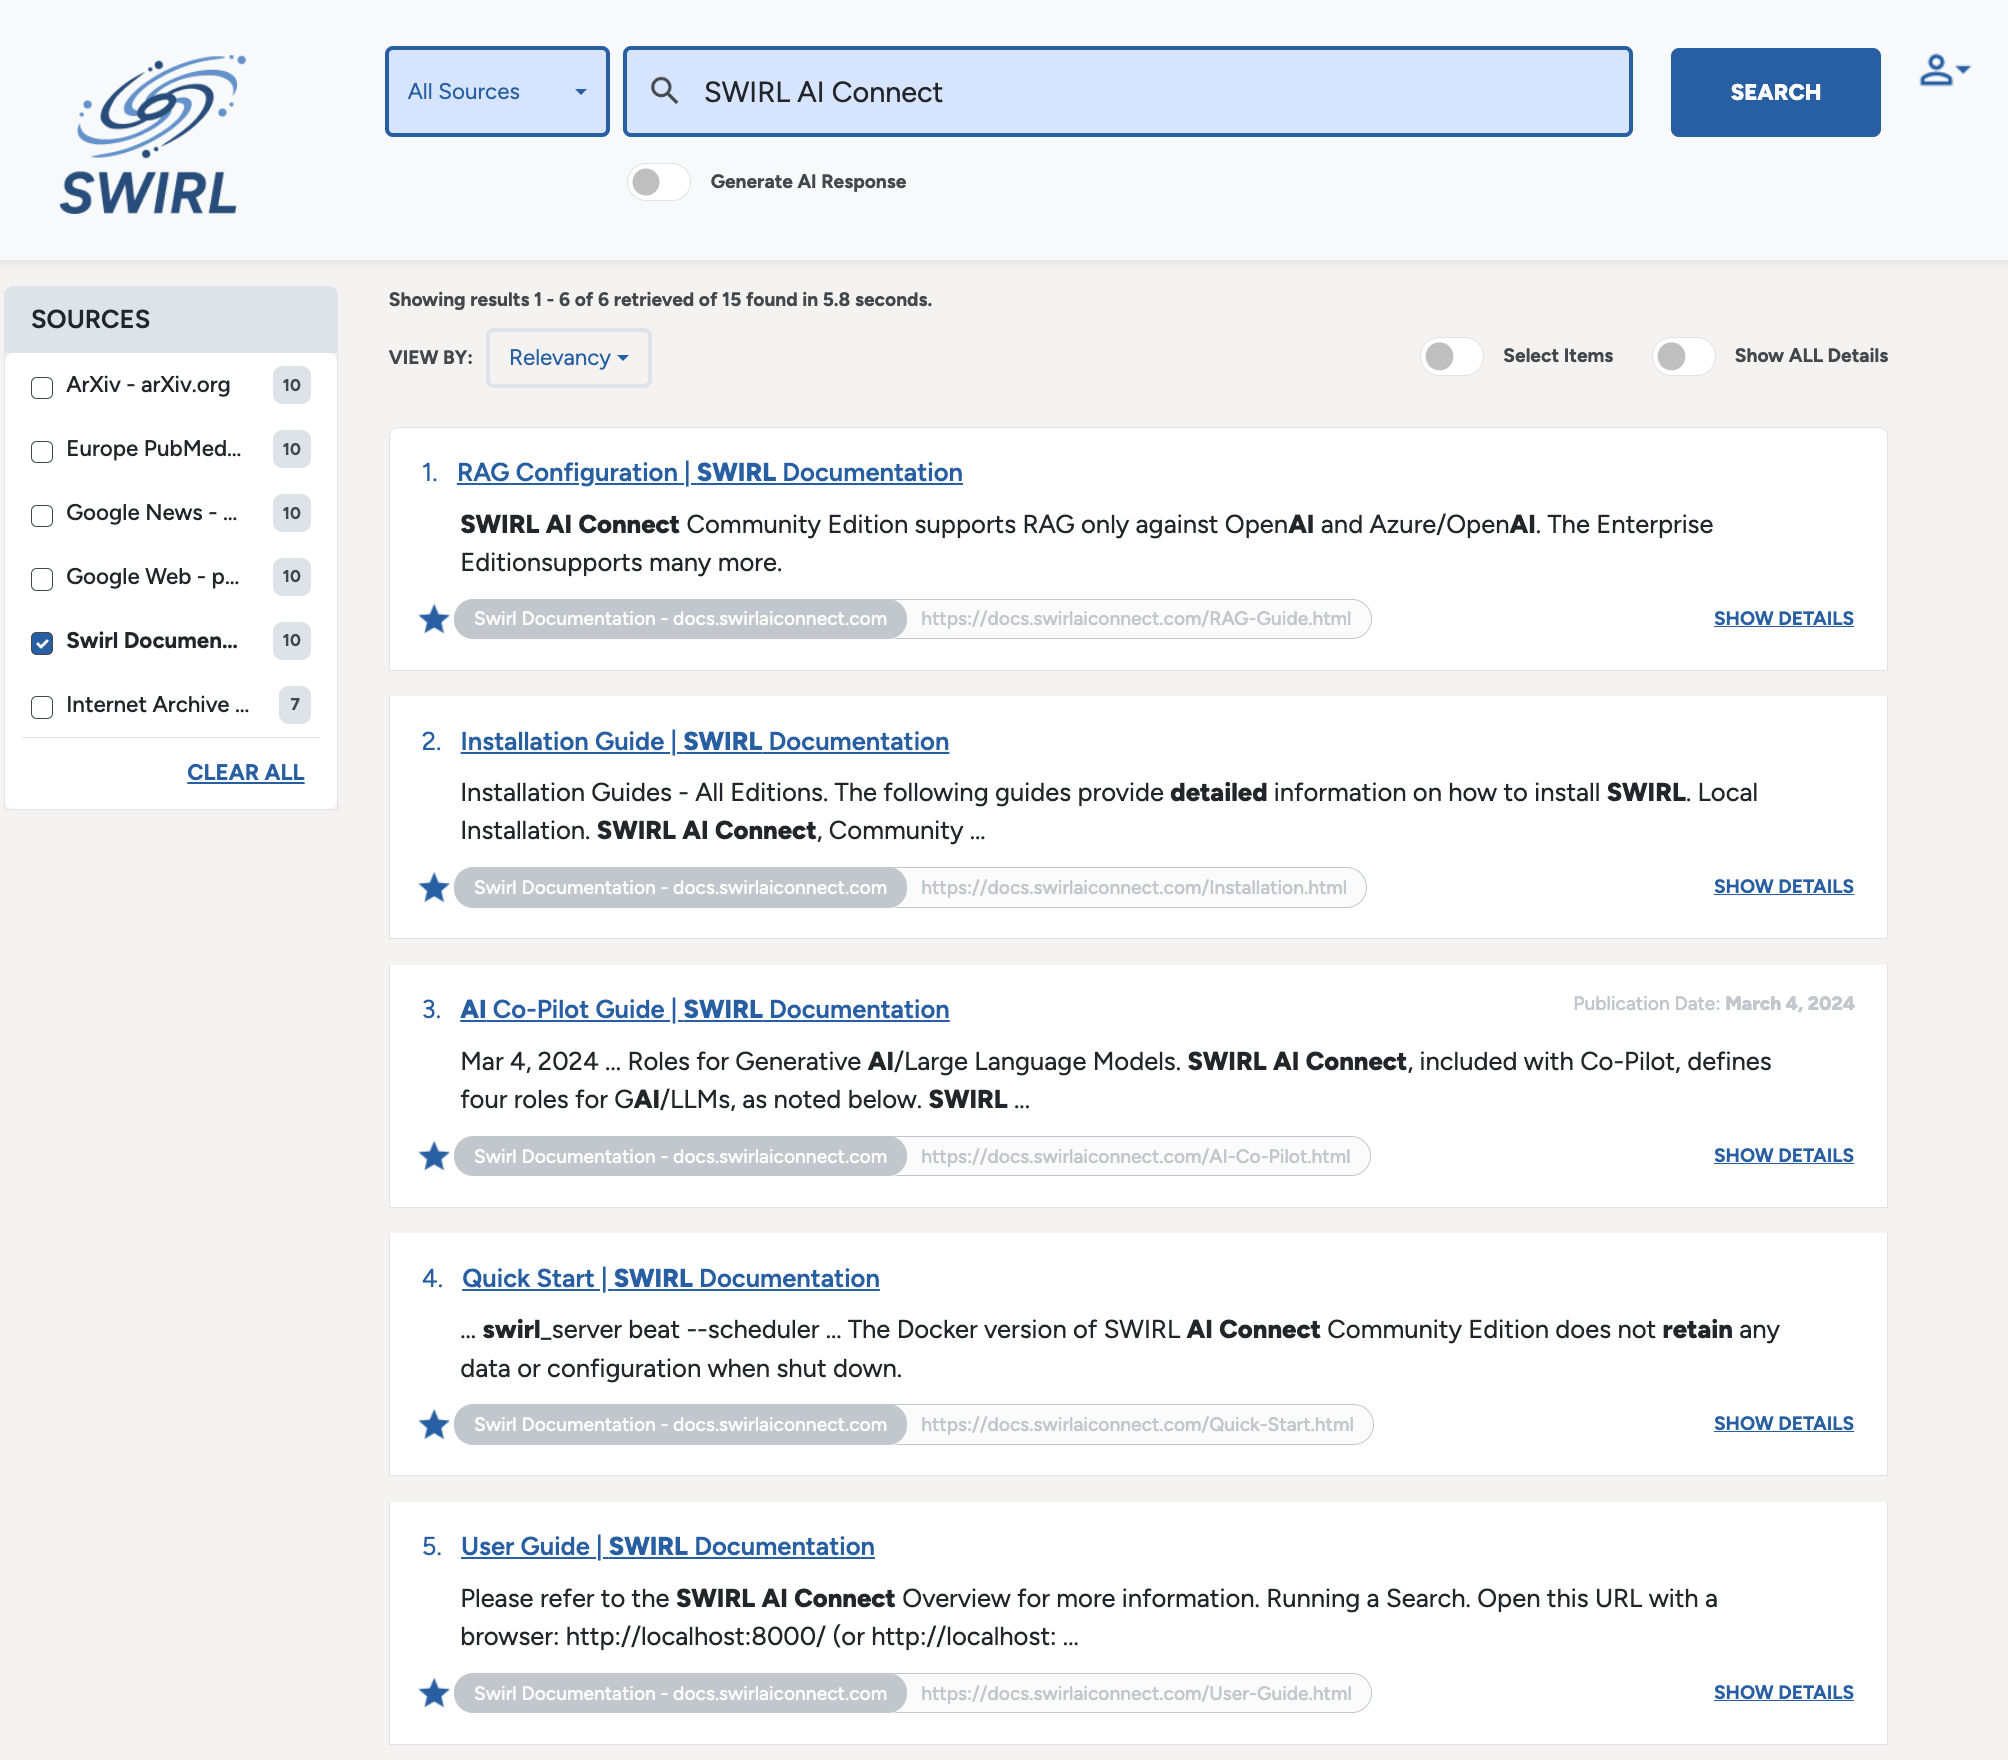 SWIRL
All Sources
SWIRL AI Connect
SEARCH
Generate AI Response
SOURCES
ArXiv - arXiv.org 10
Europe PubMed... 10
Google News - ... 10
Google Web - p... 10
Swirl Documen... 10
Internet Archive ... 7
CLEAR ALL
Showing results 1 - 6 of 6 retrieved of 15 found in 5.8 seconds.
VIEW BY: Relevancy
Select Items
Show ALL Details
1. RAG Configuration | SWIRL Documentation
SWIRL AI Connect Community Edition supports RAG only against OpenAI and Azure/OpenAI. The Enterprise
Editionsupports many more.
Swirl Documentation - docs.swirlaiconnect.com https://docs.swirlaiconnect.com/RAG-Guide.html SHOW DETAILS
2. Installation Guide | SWIRL Documentation
Installation Guides - All Editions. The following guides provide detailed information on how to install SWIRL. Local
Installation. SWIRL AI Connect, Community ...
Swirl Documentation - docs.swirlaiconnect.com https://docs.swirlaiconnect.com/Installation.html SHOW DETAILS
3. AI Co-Pilot Guide | SWIRL Documentation Publication Date: March 4, 2024
Mar 4, 2024 ... Roles for Generative AI/Large Language Models. SWIRL AI Connect, included with Co-Pilot, defines
four roles for GAI/LLMs, as noted below. SWIRL ...
Swirl Documentation - docs.swirlaiconnect.com https://docs.swirlaiconnect.com/AI-Co-Pilot.html SHOW DETAILS
4. Quick Start | SWIRL Documentation
... swirl_server beat --scheduler ... The Docker version of SWIRL AI Connect Community Edition does not retain any
data or configuration when shut down.
Swirl Documentation - docs.swirlaiconnect.com https://docs.swirlaiconnect.com/Quick-Start.html SHOW DETAILS
5. User Guide | SWIRL Documentation
Please refer to the SWIRL AI Connect Overview for more information. Running a Search. Open this URL with a
browser: http://localhost:8000/ (or http://localhost: ...
Swirl Documentation - docs.swirlaiconnect.com https://docs.swirlaiconnect.com/User-Guide.html SHOW DETAILS